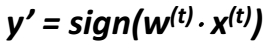 y’ = sign(w⁽ᵗ⁾ · x⁽ᵗ⁾)